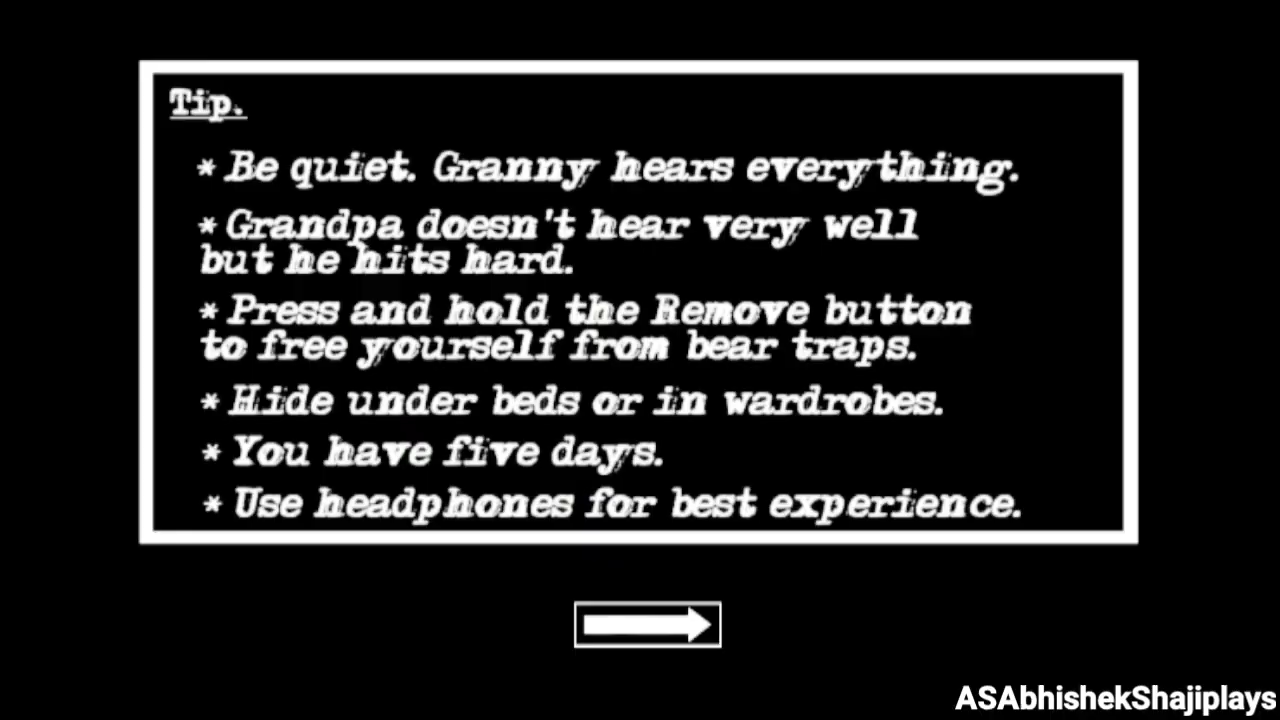 Tip.
* Be quiet. Granny hears everything.
* Grandpa doesn't hear very well
but he hits hard.
* Press and hold the Remove button
to free yourself from bear traps.
* Hide under beds or in wardrobes.
* You have five days.
* Use headphones for best experience.
ASAbhishekShajiplays